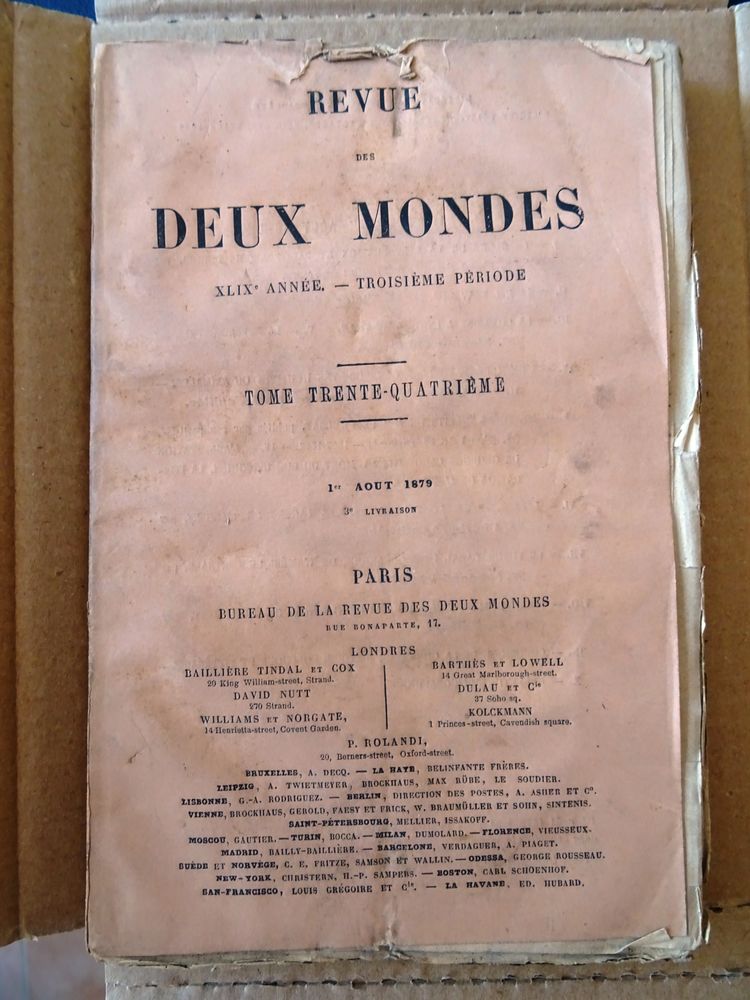 REVUE
DES
DEUX MONDES
XLIXe ANNÉE. — TROISIÈME PÉRIODE
TOME TRENTE-QUATRIÈME
1er AOUT 1879
3e LIVRAISON
PARIS
BUREAU DE LA REVUE DES DEUX MONDES
RUE BONAPARTE, 17.
LONDRES
BAILLIÈRE TINDAL ET COX
20 King William-street, Strand.
DAVID NUTT
270 Strand.
WILLIAMS ET NORGATE,
14 Henrietta-street, Covent Garden.
BARTHÈS ET LOWELL
14 Great Marlborough-street.
DULAU ET Cie
37 Soho sq.
KOLCKMANN
1 Princes-street, Cavendish square.
P. ROLANDI,
20, Berners-street, Oxford-street.
BRUXELLES, A. DECQ. — LA HAYE, BELINFANTE FRÈRES.
LEIPZIG, A. TWIETMEYER, BROCKHAUS, MAX RÜBE, LE SOUDIER.
LISBONNE, G.-A. RODRIGUEZ. — BERLIN, DIRECTION DES POSTES, A. ASHER ET Co.
VIENNE, BROCKHAUS, GEROLD, FAESY ET FRICK, W. BRAUMÜLLER ET SOHN, SINTENIS.
SAINT-PÉTERSBOURG, MELLIER, ISSAKOFF.
MOSCOU, GAUTIER. — TURIN, BOCCA. — MILAN, DUMOLARD. — FLORENCE, VIEUSSEUX.
MADRID, BAILLY-BAILLIÈRE. — BARCELONE, VERDAGUER, A. PIAGET.
SUÈDE ET NORVÈGE, C. E. FRITZE, SAMSON ET WALLIN. — ODESSA, GEORGE ROUSSEAU.
NEW-YORK, CHRISTERN, H.-P. SAMPERS. — BOSTON, CARL SCHOENHOF.
SAN-FRANCISCO, LOUIS GRÉGOIRE ET Cie. — LA HAVANE, ED. HUBARD.